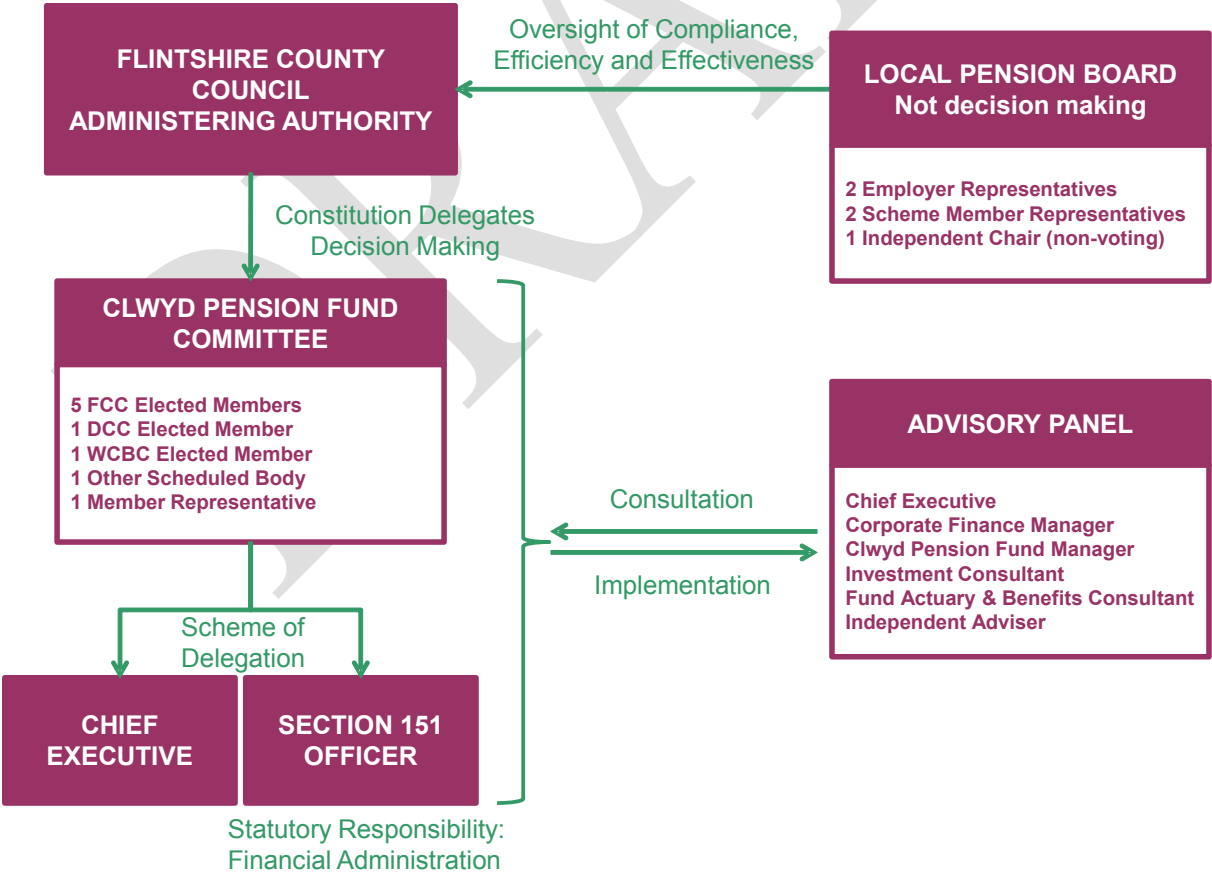 FLINTSHIRE COUNTY
COUNCIL
ADMINISTERING AUTHORITY
Oversight of Compliance,
Efficiency and Effectiveness
LOCAL PENSION BOARD
Not decision making
2 Employer Representatives
2 Scheme Member Representatives
1 Independent Chair (non-voting)
Constitution Delegates
Decision Making
CLWYD PENSION FUND
COMMITTEE
5 FCC Elected Members
1 DCC Elected Member
1 WCBC Elected Member
1 Other Scheduled Body
1 Member Representative
ADVISORY PANEL
Chief Executive
Corporate Finance Manager
Clwyd Pension Fund Manager
Investment Consultant
Fund Actuary & Benefits Consultant
Independent Adviser
Consultation
Implementation
Scheme of
Delegation
CHIEF
EXECUTIVE
SECTION 151
OFFICER
Statutory Responsibility:
Financial Administration